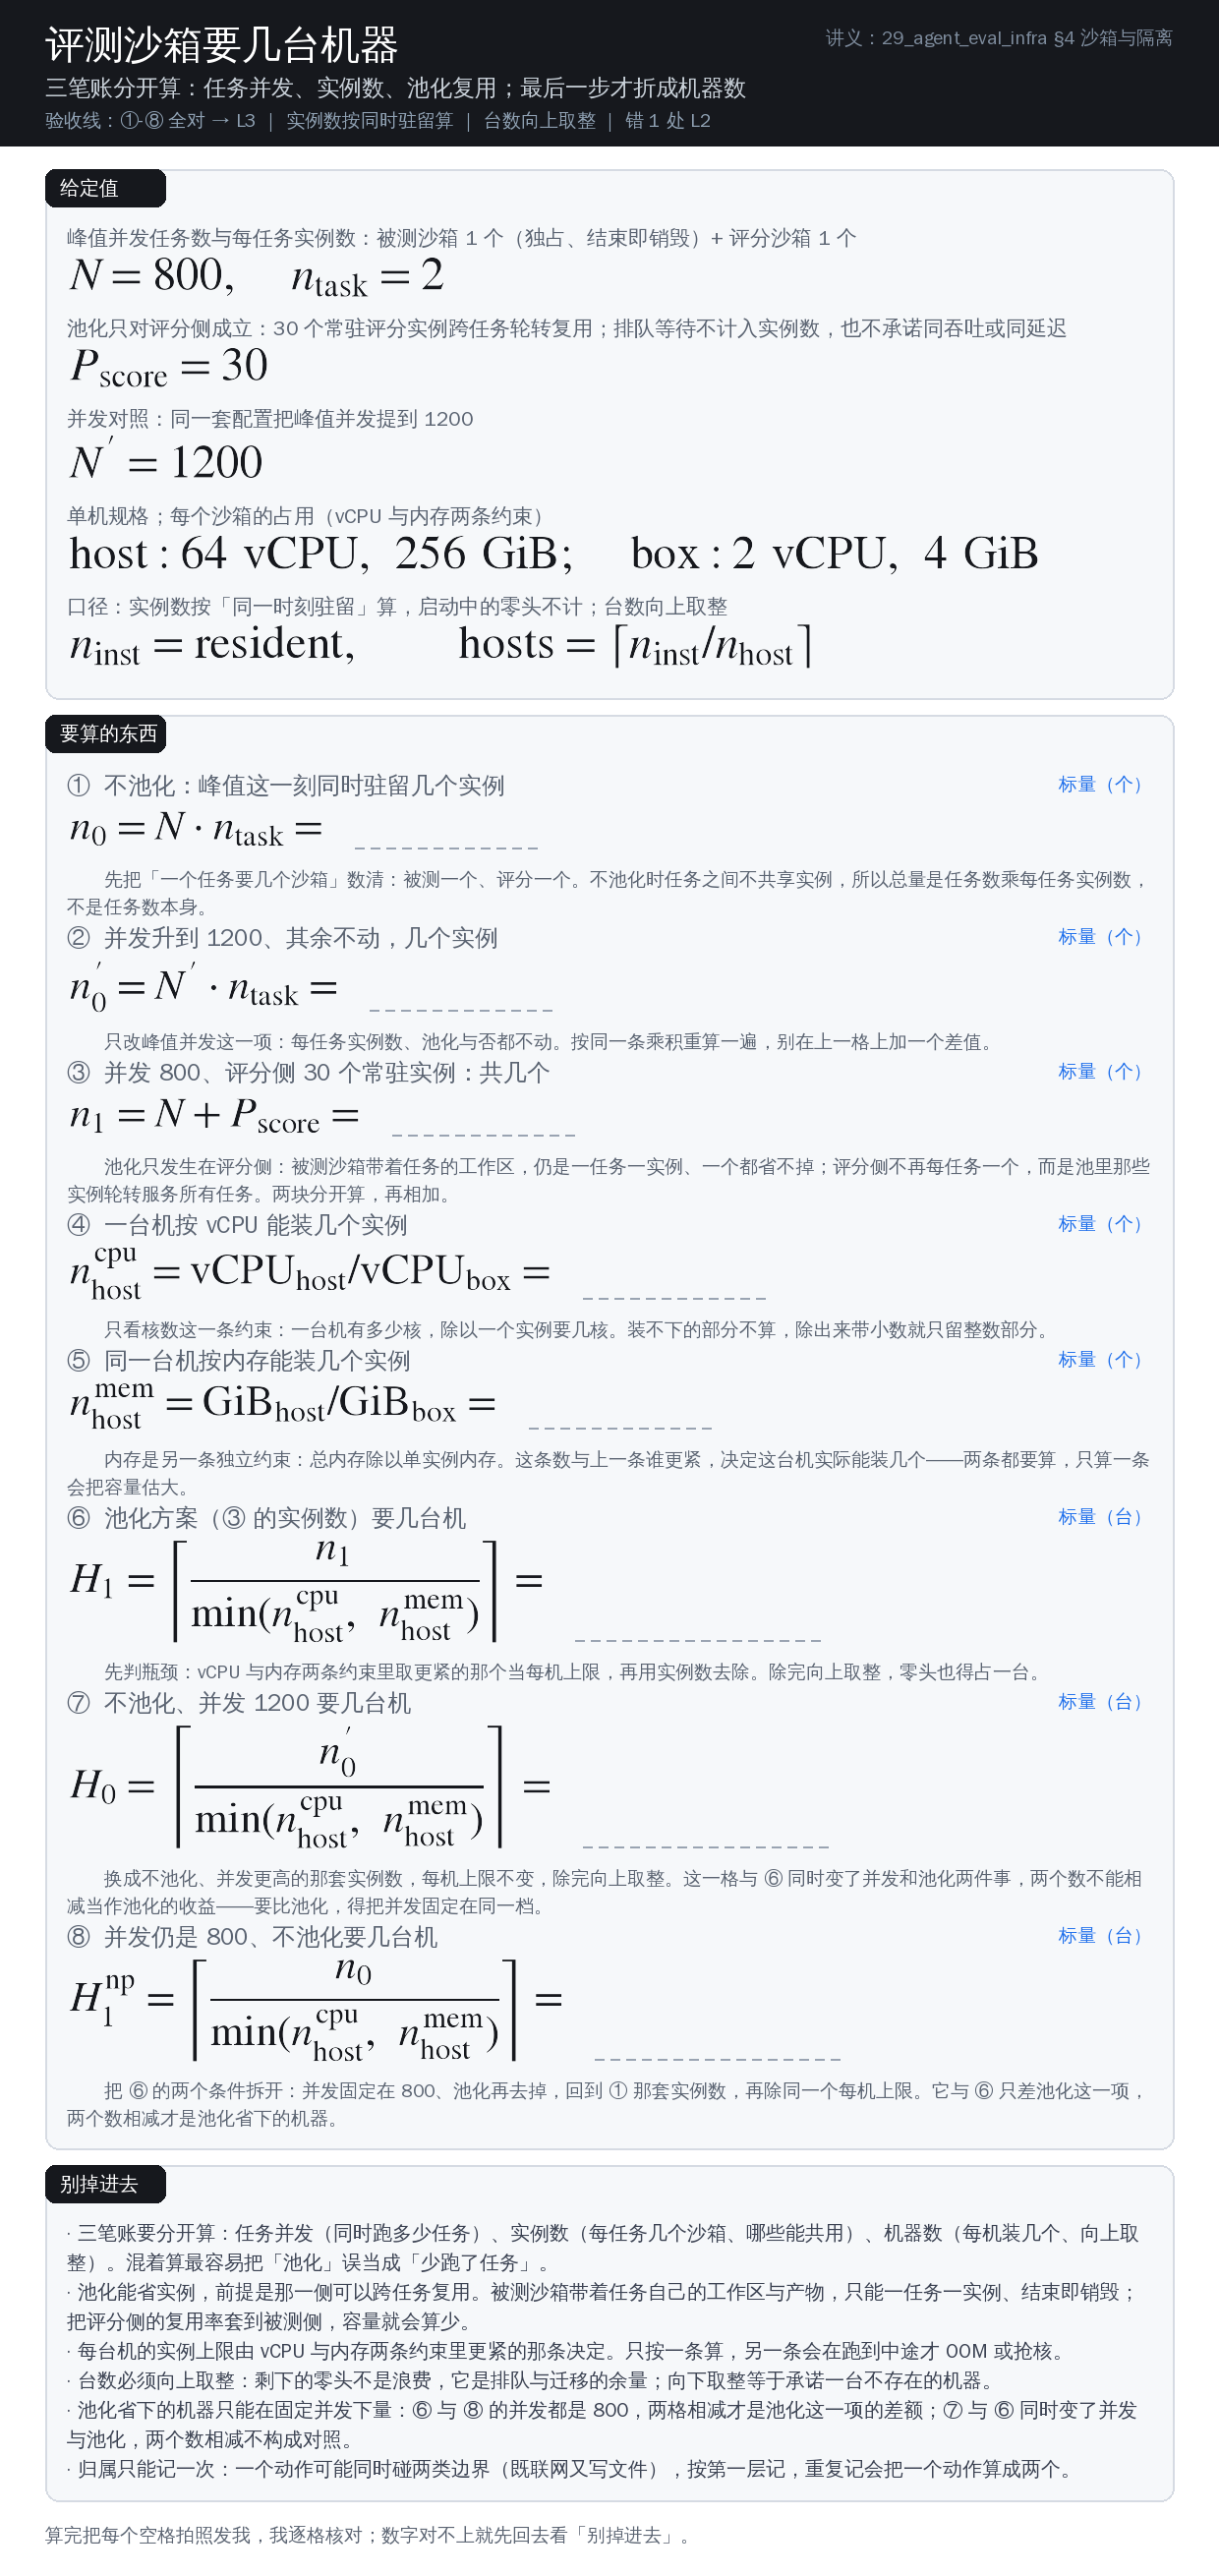 评测沙箱要几台机器
讲义：29_agent_eval_infra §4 沙箱与隔离
三笔账分开算：任务并发、实例数、池化复用；最后一步才折成机器数
验收线：①-⑧ 全对 → L3 ｜ 实例数按同时驻留算 ｜ 台数向上取整 ｜ 错 1 处 L2
给定值
峰值并发任务数与每任务实例数：被测沙箱 1 个（独占、结束即销毁）+ 评分沙箱 1 个
N = 800, n_task = 2
池化只对评分侧成立：30 个常驻评分实例跨任务轮转复用；排队等待不计入实例数，也不承诺同吞吐或同延迟
P_score = 30
并发对照：同一套配置把峰值并发提到 1200
N′ = 1200
单机规格；每个沙箱的占用（vCPU 与内存两条约束）
host : 64 vCPU, 256 GiB; box : 2 vCPU, 4 GiB
口径：实例数按「同一时刻驻留」算，启动中的零头不计；台数向上取整
n_inst = resident, hosts = ⌈n_inst/n_host⌉
要算的东西
① 不池化：峰值这一刻同时驻留几个实例 标量（个）
n_0 = N · n_task =
先把「一个任务要几个沙箱」数清：被测一个、评分一个。不池化时任务之间不共享实例，所以总量是任务数乘每任务实例数，
不是任务数本身。
② 并发升到 1200、其余不动，几个实例 标量（个）
n_0′ = N′ · n_task =
只改峰值并发这一项：每任务实例数、池化与否都不动。按同一条乘积重算一遍，别在上一格上加一个差值。
③ 并发 800、评分侧 30 个常驻实例：共几个 标量（个）
n_1 = N + P_score =
池化只发生在评分侧：被测沙箱带着任务的工作区，仍是一任务一实例、一个都省不掉；评分侧不再每任务一个，而是池里那些
实例轮转服务所有任务。两块分开算，再相加。
④ 一台机按 vCPU 能装几个实例 标量（个）
n_host^cpu = vCPU_host/vCPU_box =
只看核数这一条约束：一台机有多少核，除以一个实例要几核。装不下的部分不算，除出来带小数就只留整数部分。
⑤ 同一台机按内存能装几个实例 标量（个）
n_host^mem = GiB_host/GiB_box =
内存是另一条独立约束：总内存除以单实例内存。这条数与上一条谁更紧，决定这台机实际能装几个——两条都要算，只算一条
会把容量估大。
⑥ 池化方案（③ 的实例数）要几台机 标量（台）
H_1 = ⌈n_1 / min(n_host^cpu, n_host^mem)⌉ =
先判瓶颈：vCPU 与内存两条约束里取更紧的那个当每机上限，再用实例数去除。除完向上取整，零头也得占一台。
⑦ 不池化、并发 1200 要几台机 标量（台）
H_0 = ⌈n_0′ / min(n_host^cpu, n_host^mem)⌉ =
换成不池化、并发更高的那套实例数，每机上限不变，除完向上取整。这一格与 ⑥ 同时变了并发和池化两件事，两个数不能相
减当作池化的收益——要比池化，得把并发固定在同一档。
⑧ 并发仍是 800、不池化要几台机 标量（台）
H_1^np = ⌈n_0 / min(n_host^cpu, n_host^mem)⌉ =
把 ⑥ 的两个条件拆开：并发固定在 800、池化再去掉，回到 ① 那套实例数，再除同一个每机上限。它与 ⑥ 只差池化这一项，
两个数相减才是池化省下的机器。
别掉进去
· 三笔账要分开算：任务并发（同时跑多少任务）、实例数（每任务几个沙箱、哪些能共用）、机器数（每机装几个、向上取
整）。混着算最容易把「池化」误当成「少跑了任务」。
· 池化能省实例，前提是那一侧可以跨任务复用。被测沙箱带着任务自己的工作区与产物，只能一任务一实例、结束即销毁；
把评分侧的复用率套到被测侧，容量就会算少。
· 每台机的实例上限由 vCPU 与内存两条约束里更紧的那条决定。只按一条算，另一条会在跑到中途才 OOM 或抢核。
· 台数必须向上取整：剩下的零头不是浪费，它是排队与迁移的余量；向下取整等于承诺一台不存在的机器。
· 池化省下的机器只能在固定并发下量：⑥ 与 ⑧ 的并发都是 800，两格相减才是池化这一项的差额；⑦ 与 ⑥ 同时变了并发
与池化，两个数相减不构成对照。
· 归属只能记一次：一个动作可能同时碰两类边界（既联网又写文件），按第一层记，重复记会把一个动作算成两个。
算完把每个空格拍照发我，我逐格核对；数字对不上就先回去看「别掉进去」。